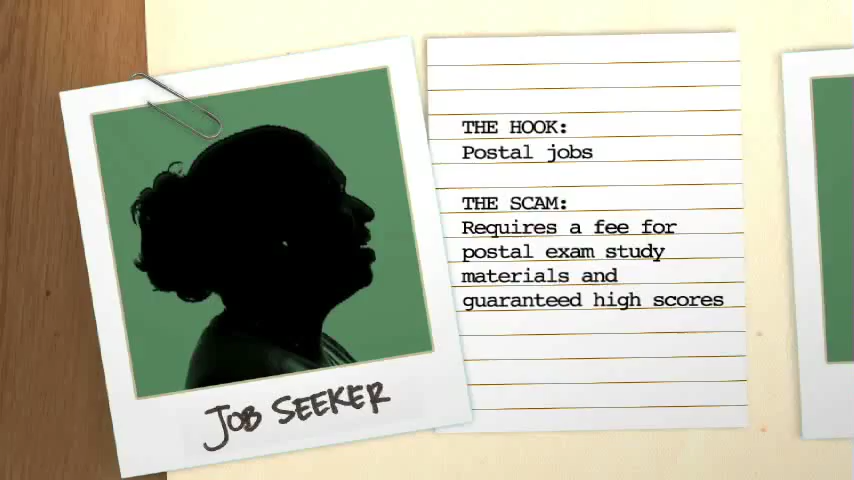 THE HOOK:
Postal jobs
THE SCAM:
Requires a fee for
postal exam study
materials and
guaranteed high scores
JOB SEEKER